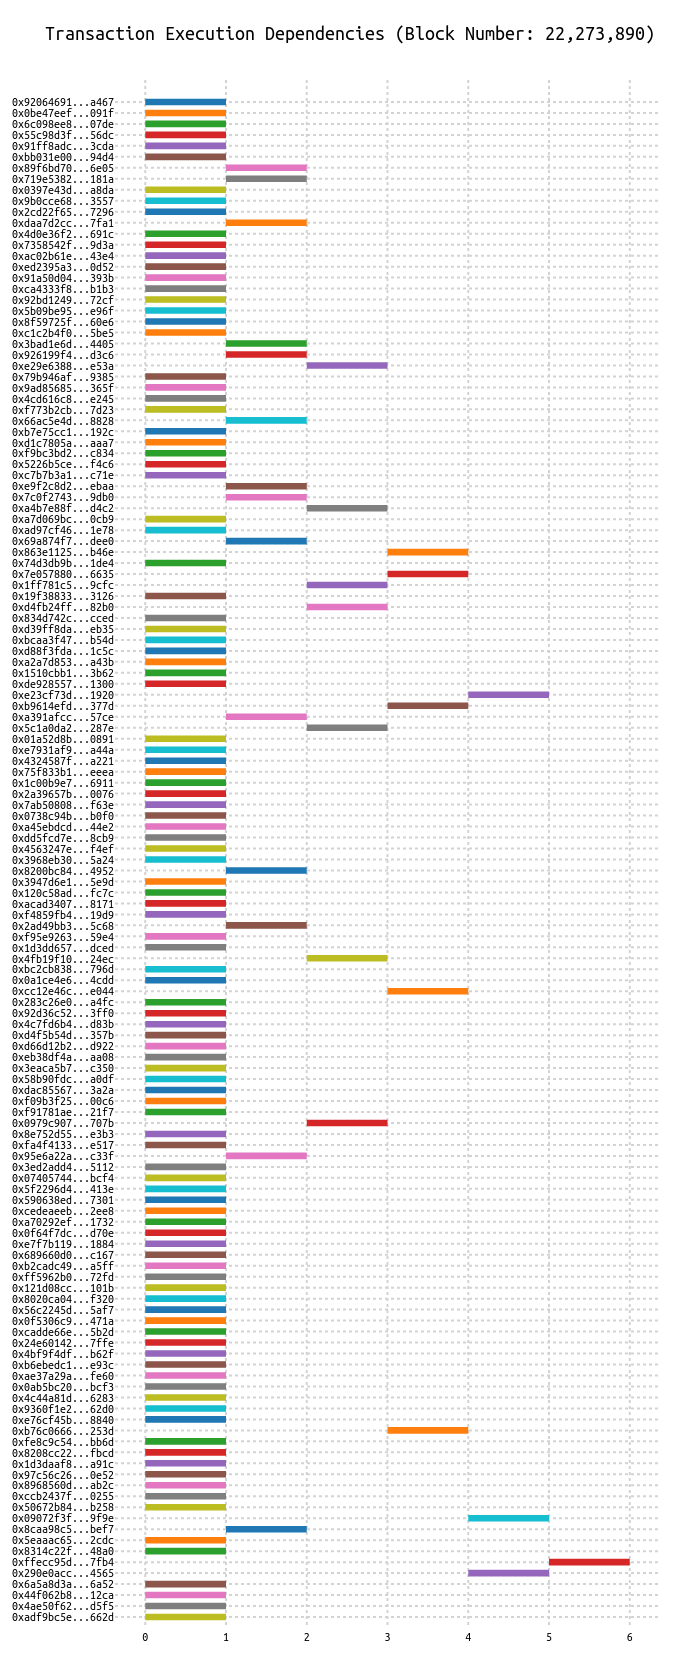 Transaction Execution Dependencies (Block Number: 22,273,890)
0x92064691...a467
0x0be47eef...091f
0x6c098ee8...07de
0x55c98d3f...56dc
0x91ff8adc...3cda
0xbb031e00...94d4
0x89f6bd70...6e05
0x719e5382...181a
0x0397e43d...a8da
0x9b0cce68...3557
0x2cd22f65...7296
0xdaa7d2cc...7fa1
0x4d0e36f2...691c
0x7358542f...9d3a
0xac02b61e...43e4
0xed2395a3...0d52
0x91a50d04...393b
0xca4333f8...b1b3
0x92bd1249...72cf
0x5b09be95...e96f
0x8f59725f...60e6
0xc1c2b4f0...5be5
0x3bad1e6d...4405
0x926199f4...d3c6
0xe29e6388...e53a
0x79b946af...9385
0x9ad85685...365f
0x4cd616c8...e245
0xf773b2cb...7d23
0x66ac5e4d...8828
0xb7e75cc1...192c
0xd1c7805a...aaa7
0xf9bc3bd2...c834
0x5226b5ce...f4c6
0xc7b7b3a1...c71e
0xe9f2c8d2...ebaa
0x7c0f2743...9db0
0xa4b7e88f...d4c2
0xa7d069bc...0cb9
0xad97cf46...1e78
0x69a874f7...dee0
0x863e1125...b46e
0x74d3db9b...1de4
0x7e057880...6635
0x1ff781c5...9cfc
0x19f38833...3126
0xd4fb24ff...82b0
0x834d742c...cced
0xd39ff8da...eb35
0xbcaa3f47...b54d
0xd88f3fda...1c5c
0xa2a7d853...a43b
0x1510cbb1...3b62
0xde928557...1300
0xe23cf73d...1920
0xb9614efd...377d
0xa391afcc...57ce
0x5c1a0da2...287e
0x01a52d8b...0891
0xe7931af9...a44a
0x4324587f...a221
0x75f833b1...eeea
0x1c00b9e7...6911
0x2a39657b...0076
0x7ab50808...f63e
0x0738c94b...b0f0
0xa45ebdcd...44e2
0xdd5fcd7e...8cb9
0x4563247e...f4ef
0x3968eb30...5a24
0x8200bc84...4952
0x3947d6e1...5e9d
0x120c58ad...fc7c
0xacad3407...8171
0xf4859fb4...19d9
0x2ad49bb3...5c68
0xf95e9263...59e4
0x1d3dd657...dced
0x4fb19f10...24ec
0xbc2cb838...796d
0x0a1ce4e6...4cdd
0xcc12e46c...e044
0x283c26e0...a4fc
0x92d36c52...3ff0
0x4c7fd6b4...d83b
0xd4f5b54d...357b
0xd66d12b2...d922
0xeb38df4a...aa08
0x3eaca5b7...c350
0x58b90fdc...a0df
0xdac85567...3a2a
0xf09b3f25...00c6
0xf91781ae...21f7
0x0979c907...707b
0x8e752d55...e3b3
0xfa4f4133...e517
0x95e6a22a...c33f
0x3ed2add4...5112
0x07405744...bcf4
0x5f2296d4...413e
0x590638ed...7301
0xcedeaeeb...2ee8
0xa70292ef...1732
0x0f64f7dc...d70e
0xe7f7b119...1884
0x689660d0...c167
0xb2cadc49...a5ff
0xff5962b0...72fd
0x121d08cc...101b
0x8020ca04...f320
0x56c2245d...5af7
0x0f5306c9...471a
0xcadde66e...5b2d
0x24e60142...7ffe
0x4bf9f4df...b62f
0xb6ebedc1...e93c
0xae37a29a...fe60
0x0ab5bc20...bcf3
0x4c44a81d...6283
0x9360f1e2...62d0
0xe76cf45b...8840
0xb76c0666...253d
0xfe8c9c54...bb6d
0x8208cc22...fbcd
0x1d3daaf8...a91c
0x97c56c26...0e52
0x8968560d...ab2c
0xccb2437f...0255
0x50672b84...b258
0x09072f3f...9f9e
0x8caa98c5...bef7
0x5eaaac65...2cdc
0x8314c22f...48a0
0xffecc95d...7fb4
0x290e0acc...4565
0x6a5a8d3a...6a52
0x44f062b8...12ca
0x4ae50f62...d5f5
0xadf9bc5e...662d
0 1 2 3 4 5 6